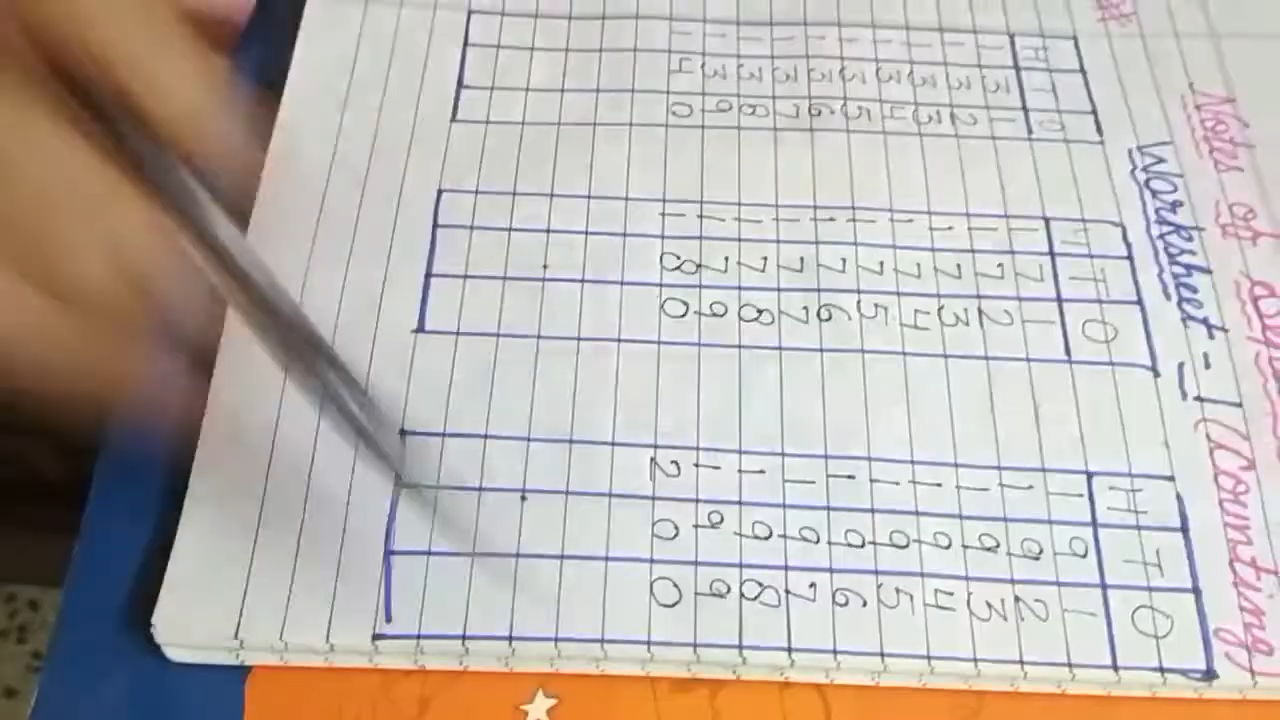 Notes of
Worksheet - 1 (Counting)
H T O H T O H T O
1 3 1 1 7 1 1 9 1
1 3 2 1 7 2 1 9 2
1 3 3 1 7 3 1 9 3
1 3 4 1 7 4 1 9 4
1 3 5 1 7 5 1 9 5
1 3 6 1 7 6 1 9 6
1 3 7 1 7 7 1 9 7
1 3 8 1 7 8 1 9 8
1 3 9 1 7 9 1 9 9
1 4 0 1 8 0 2 0 0